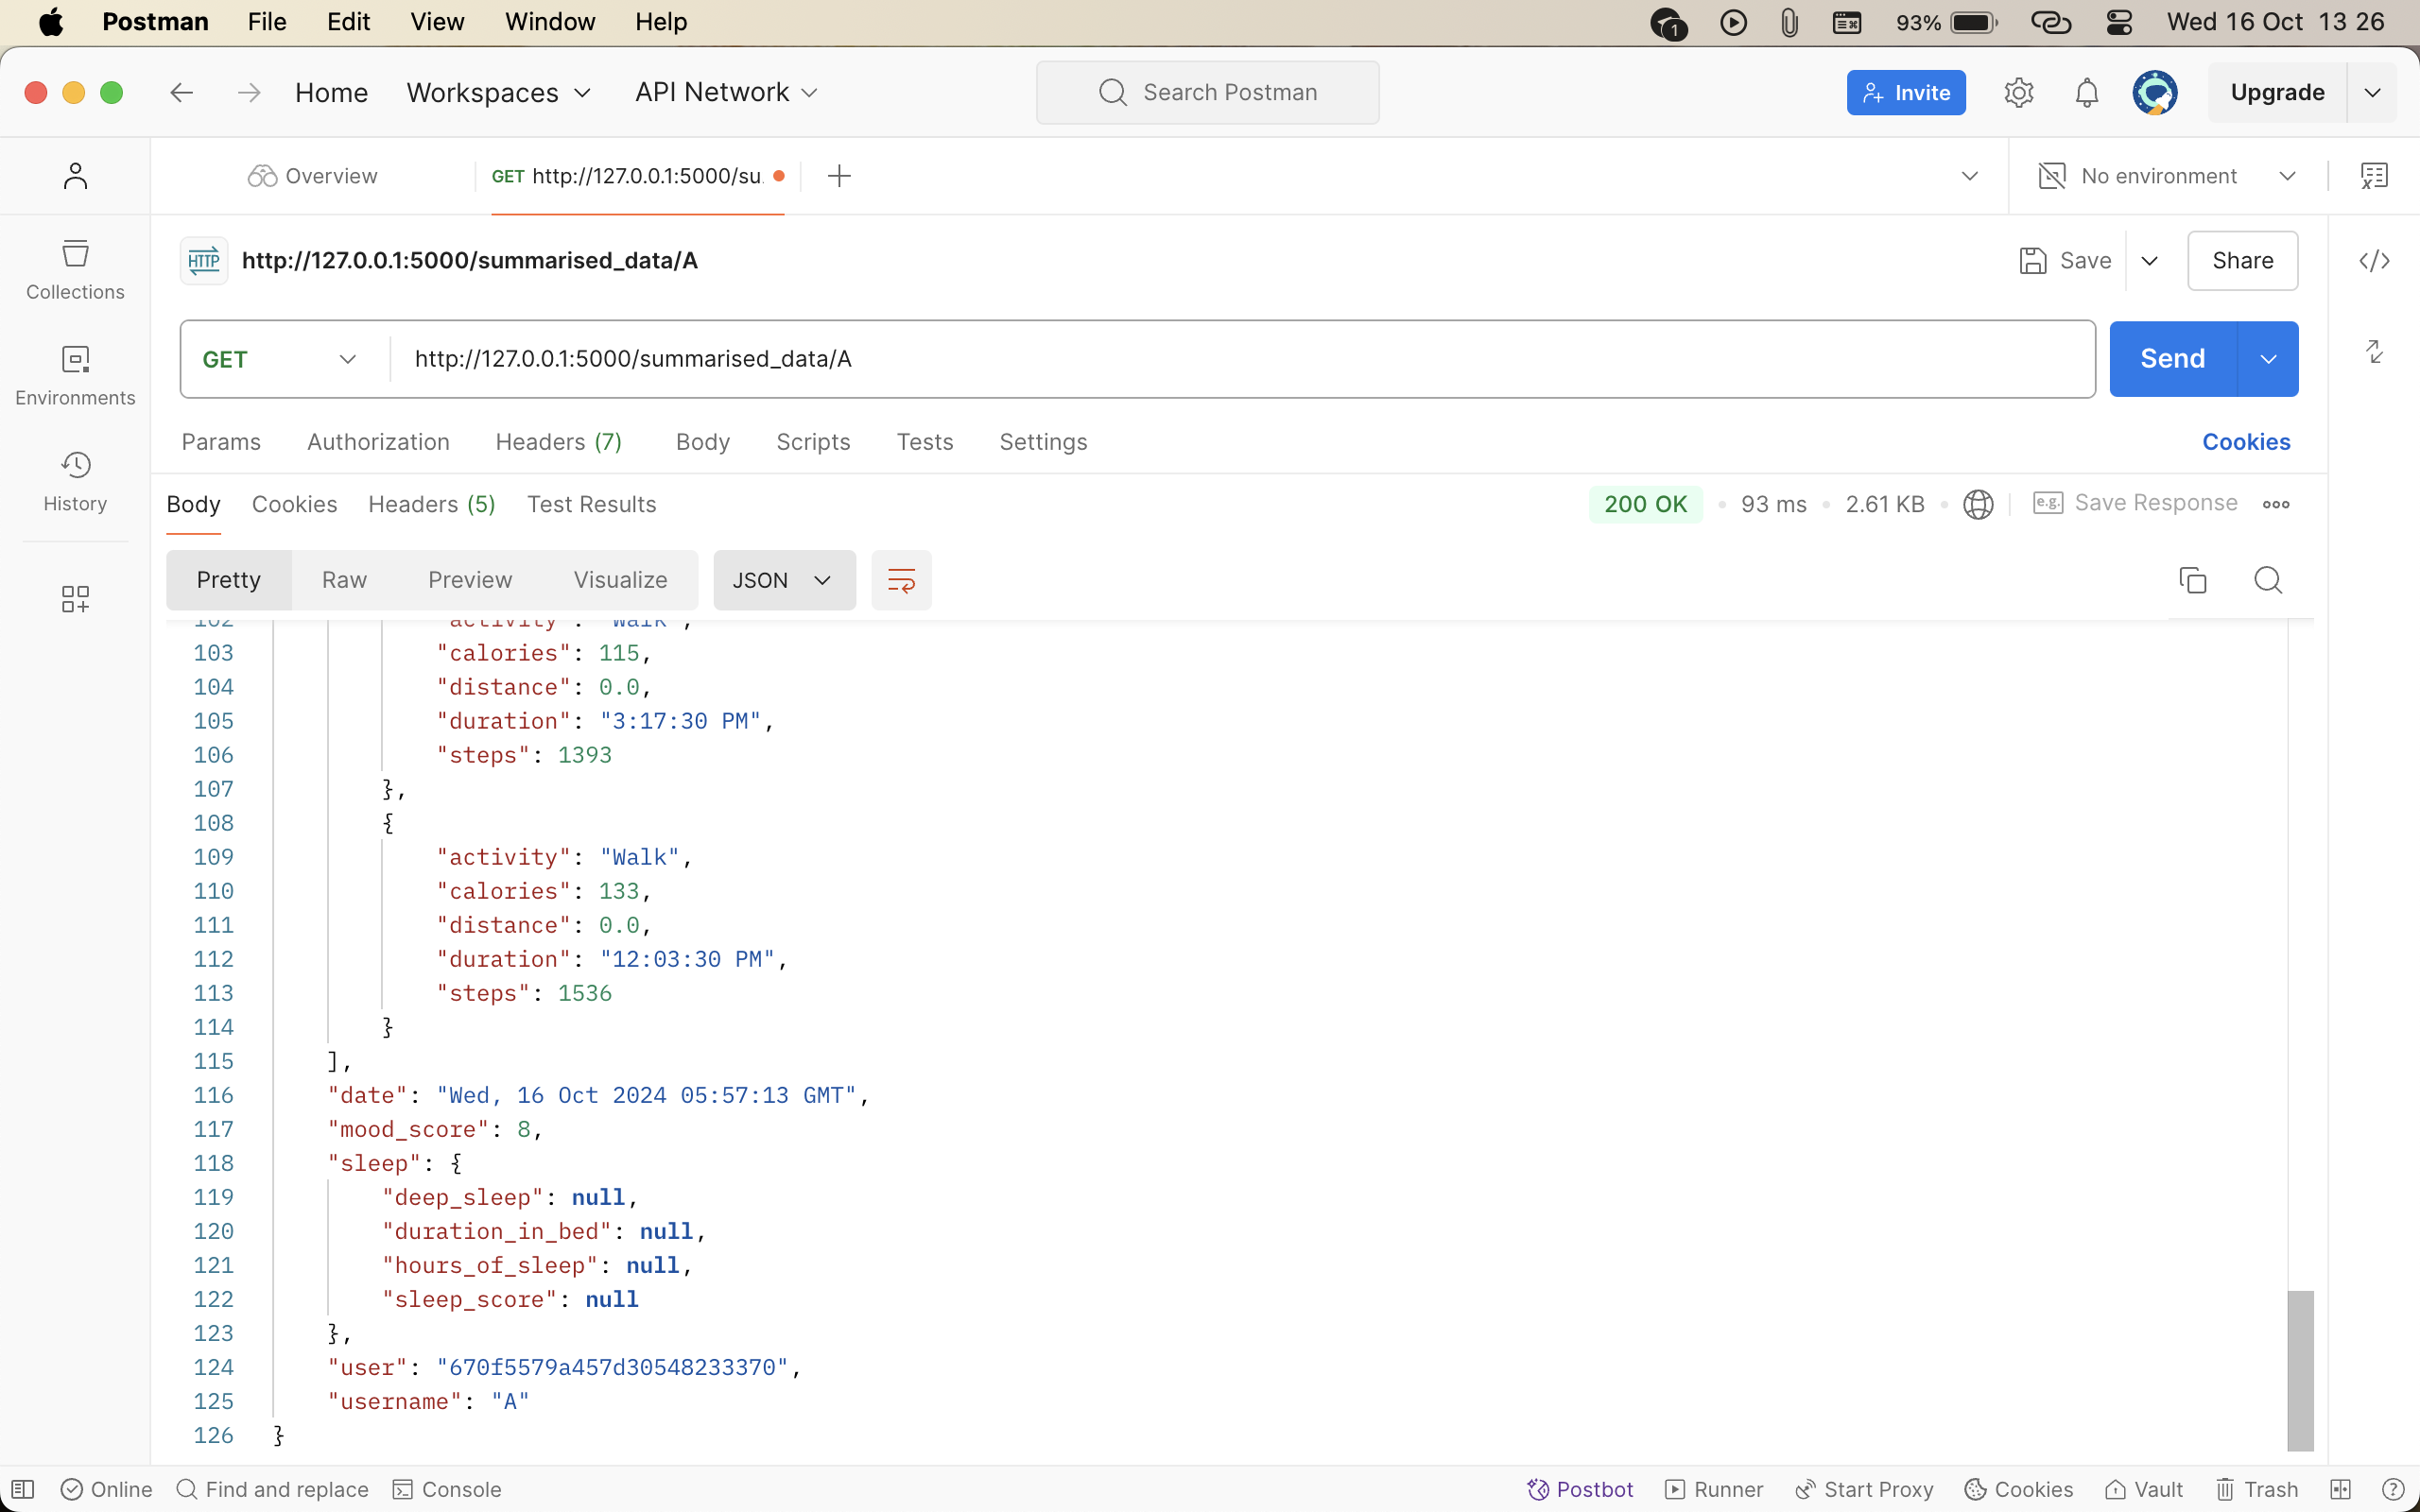 Postman File Edit View Window Help 1 93% Wed 16 Oct 13 26
Home Workspaces API Network Search Postman Invite Upgrade
Overview GET http://127.0.0.1:5000/su. No environment
HTTP http://127.0.0.1:5000/summarised_data/A Save Share
Collections
GET http://127.0.0.1:5000/summarised_data/A Send
Environments
Params Authorization Headers (7) Body Scripts Tests Settings Cookies
History
Body Cookies Headers (5) Test Results 200 OK 93 ms 2.61 KB e.g. Save Response
Pretty Raw Preview Visualize JSON
102 "activity": "Walk",
103 "calories": 115,
104 "distance": 0.0,
105 "duration": "3:17:30 PM",
106 "steps": 1393
107 },
108 {
109 "activity": "Walk",
110 "calories": 133,
111 "distance": 0.0,
112 "duration": "12:03:30 PM",
113 "steps": 1536
114 }
115 ],
116 "date": "Wed, 16 Oct 2024 05:57:13 GMT",
117 "mood_score": 8,
118 "sleep": {
119 "deep_sleep": null,
120 "duration_in_bed": null,
121 "hours_of_sleep": null,
122 "sleep_score": null
123 },
124 "user": "670f5579a457d30548233370",
125 "username": "A"
126 }
Online Find and replace Console Postbot Runner Start Proxy Cookies Vault Trash